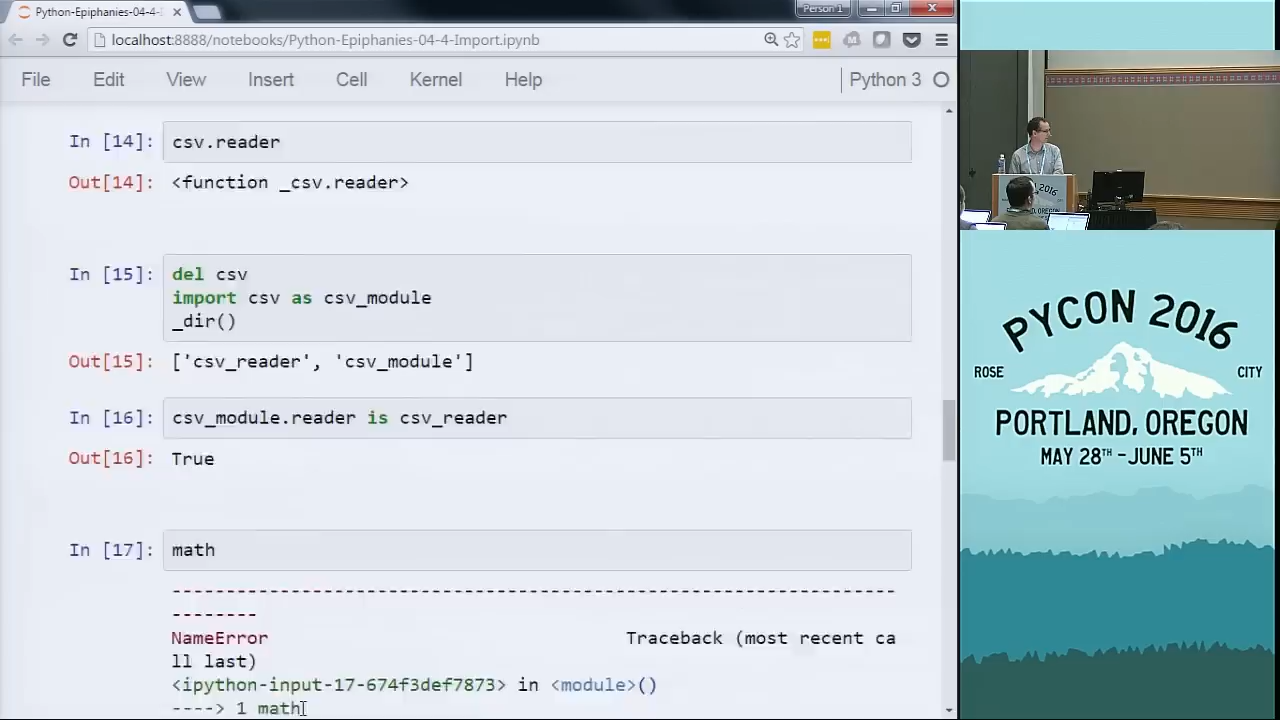 Python-Epiphanies-04-4-I
Person 1
localhost:8888/notebooks/Python-Epiphanies-04-4-Import.ipynb
File Edit View Insert Cell Kernel Help Python 3
In [14]: csv.reader
Out[14]: <function _csv.reader>
In [15]: del csv
import csv as csv_module
_dir()
Out[15]: ['csv_reader', 'csv_module']
In [16]: csv_module.reader is csv_reader
Out[16]: True
In [17]: math
---------------------------------------------------------------------------
NameError Traceback (most recent ca
ll last)
<ipython-input-17-674f3def7873> in <module>()
----> 1 math
2016
PORTLAND, OREGON
PYCON 2016
ROSE CITY
PORTLAND, OREGON
MAY 28TH - JUNE 5TH